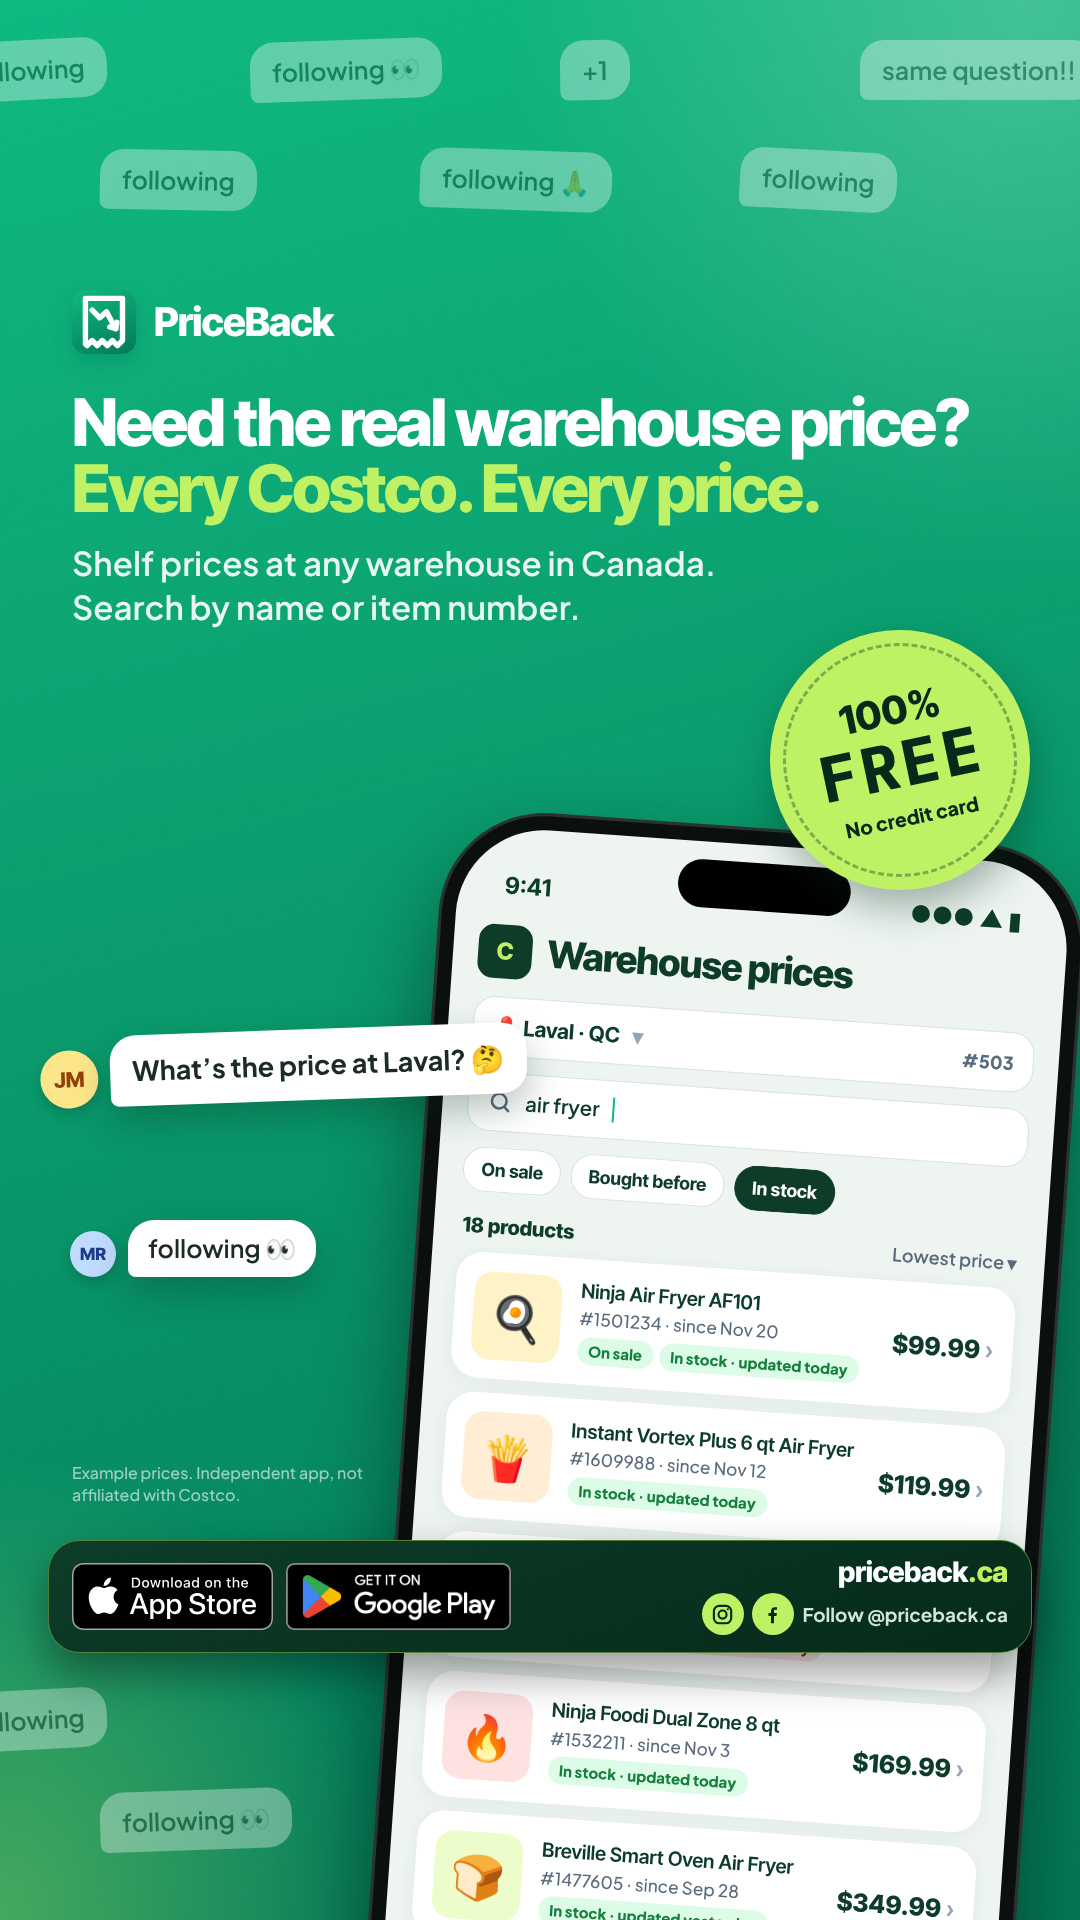 llowing
following 👀
+1
same question!!
following
following 🙏
following
PriceBack
Need the real warehouse price?
Every Costco. Every price.
Shelf prices at any warehouse in Canada.
Search by name or item number.
100%
FREE
No credit card
9:41
C
Warehouse prices
Laval · QC ▼
#503
JM
What’s the price at Laval? 🤔
air fryer
On sale
Bought before
In stock
MR
following 👀
18 products
Lowest price ▾
Ninja Air Fryer AF101
#1501234 · since Nov 20
On sale
In stock · updated today
$99.99 ›
Instant Vortex Plus 6 qt Air Fryer
#1609988 · since Nov 12
In stock · updated today
$119.99 ›
Example prices. Independent app, not
affiliated with Costco.
Download on the
App Store
GET IT ON
Google Play
priceback.ca
Follow @priceback.ca
llowing
Ninja Foodi Dual Zone 8 qt
#1532211 · since Nov 3
In stock · updated today
$169.99 ›
following 👀
Breville Smart Oven Air Fryer
#1477605 · since Sep 28
In stock · updated
$349.99 ›